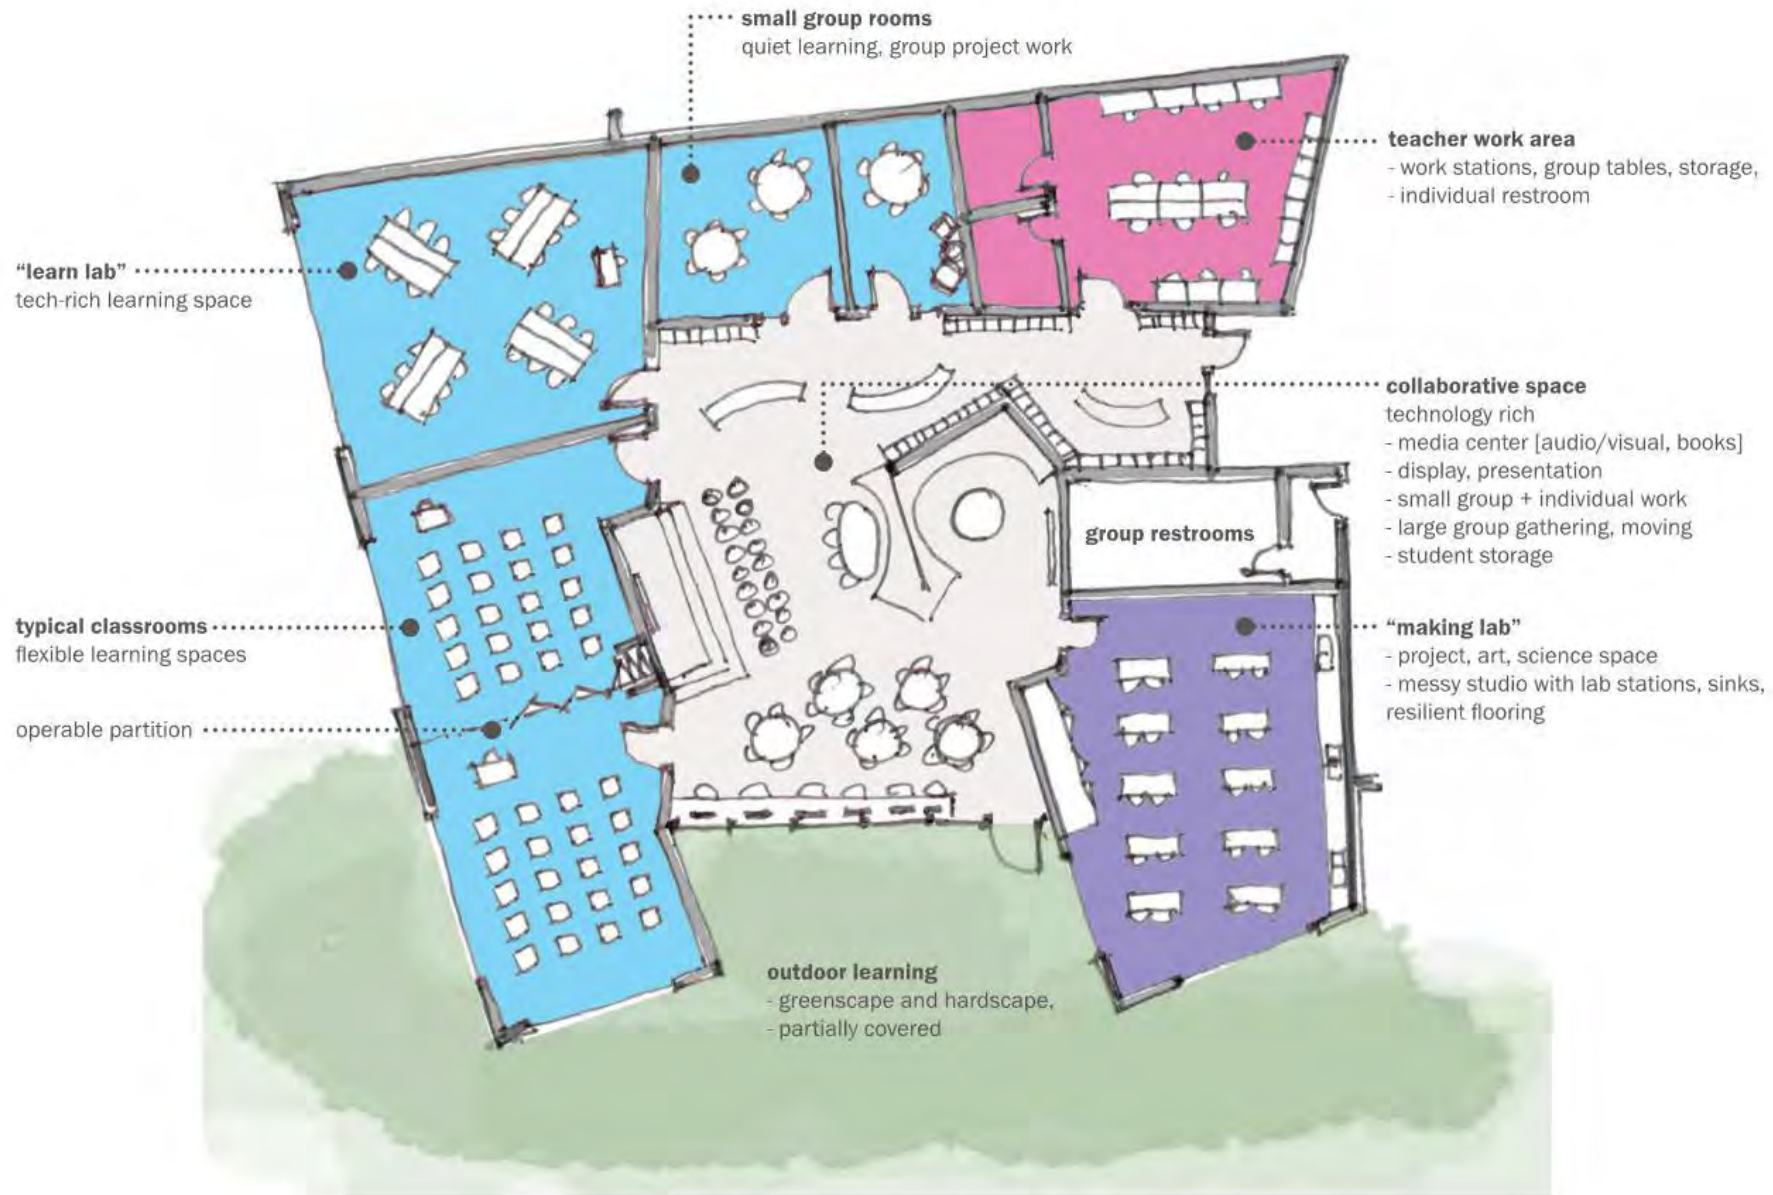 small group rooms
quiet learning, group project work
teacher work area
- work stations, group tables, storage,
- individual restroom
“learn lab”
tech-rich learning space
collaborative space
technology rich
- media center [audio/visual, books]
- display, presentation
- small group + individual work
- large group gathering, moving
- student storage
group restrooms
typical classrooms
flexible learning spaces
“making lab”
- project, art, science space
- messy studio with lab stations, sinks,
resilient flooring
operable partition
outdoor learning
- greenscape and hardscape,
- partially covered